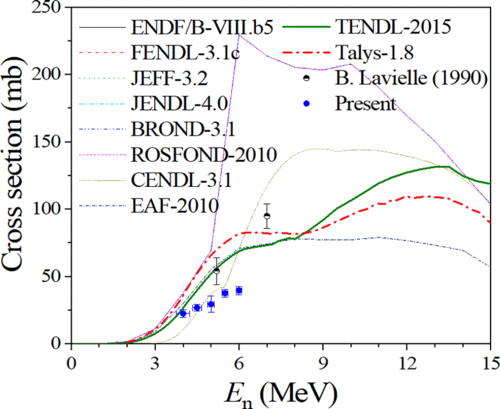 250
200
150
100
50
0
Cross section (mb)
ENDF/B-VIII.b5
FENDL-3.1c
JEFF-3.2
JENDL-4.0
BROND-3.1
ROSFOND-2010
CENDL-3.1
EAF-2010
TENDL-2015
Talys-1.8
B. Lavielle (1990)
Present
0 3 6 9 12 15
En (MeV)